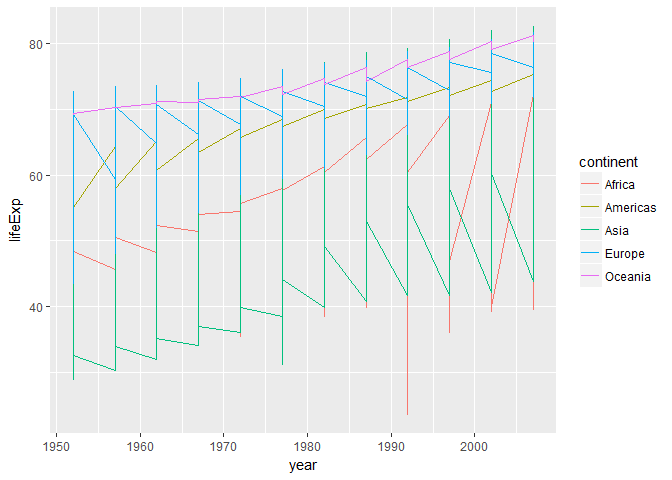 80
60
40
lifeExp
1950
1960
1970
1980
1990
2000
year
continent
Africa
Americas
Asia
Europe
Oceania